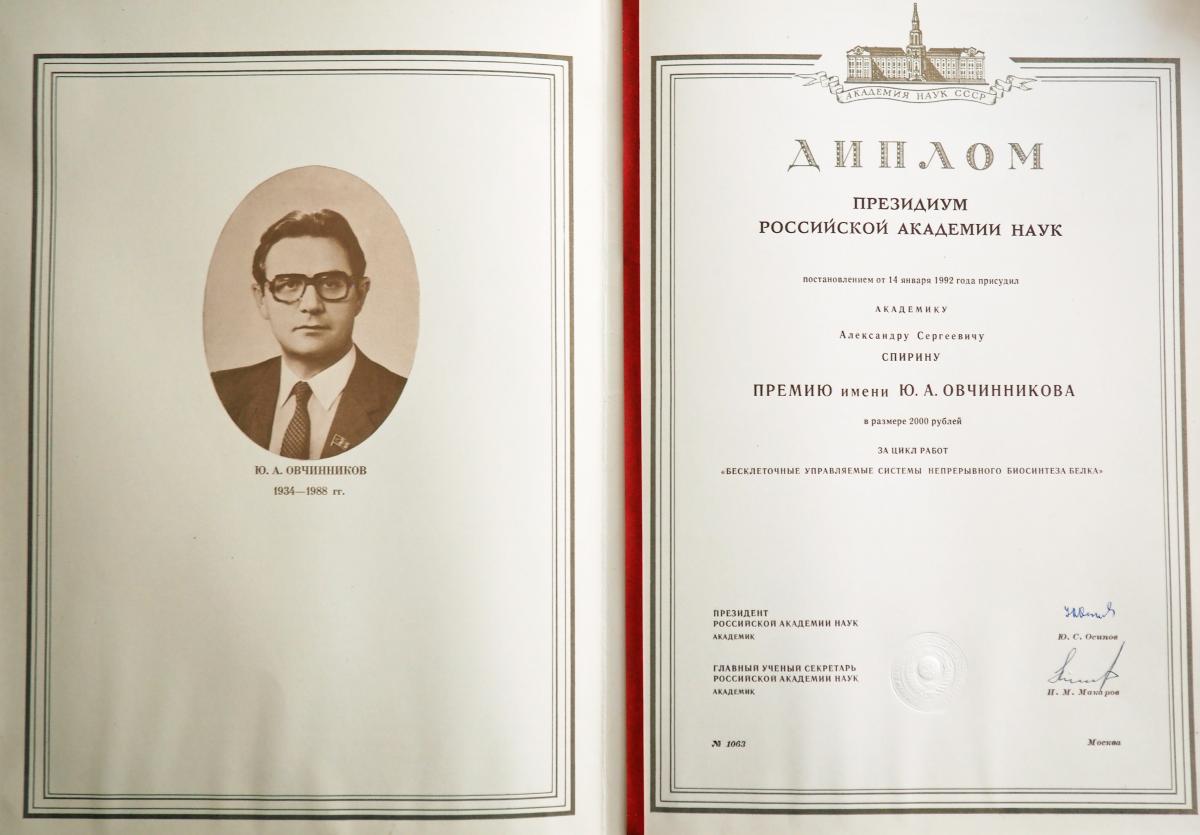 Ю. А. ОВЧИННИКОВ
1934—1988 гг.
АКАДЕМИЯ НАУК СССР
ДИПЛОМ
ПРЕЗИДИУМ
РОССИЙСКОЙ АКАДЕМИИ НАУК
постановлением от 14 января 1992 года присудил
АКАДЕМИКУ
Александру Сергеевичу
СПИРИНУ
ПРЕМИЮ имени Ю. А. ОВЧИННИКОВА
в размере 2000 рублей
ЗА ЦИКЛ РАБОТ
«БЕСКЛЕТОЧНЫЕ УПРАВЛЯЕМЫЕ СИСТЕМЫ НЕПРЕРЫВНОГО БИОСИНТЕЗА БЕЛКА»
ПРЕЗИДЕНТ
РОССИЙСКОЙ АКАДЕМИИ НАУК
АКАДЕМИК
Ю. С. Осипов
ГЛАВНЫЙ УЧЕНЫЙ СЕКРЕТАРЬ
РОССИЙСКОЙ АКАДЕМИИ НАУК
АКАДЕМИК
И. М. Макаров
№ 1063
Москва